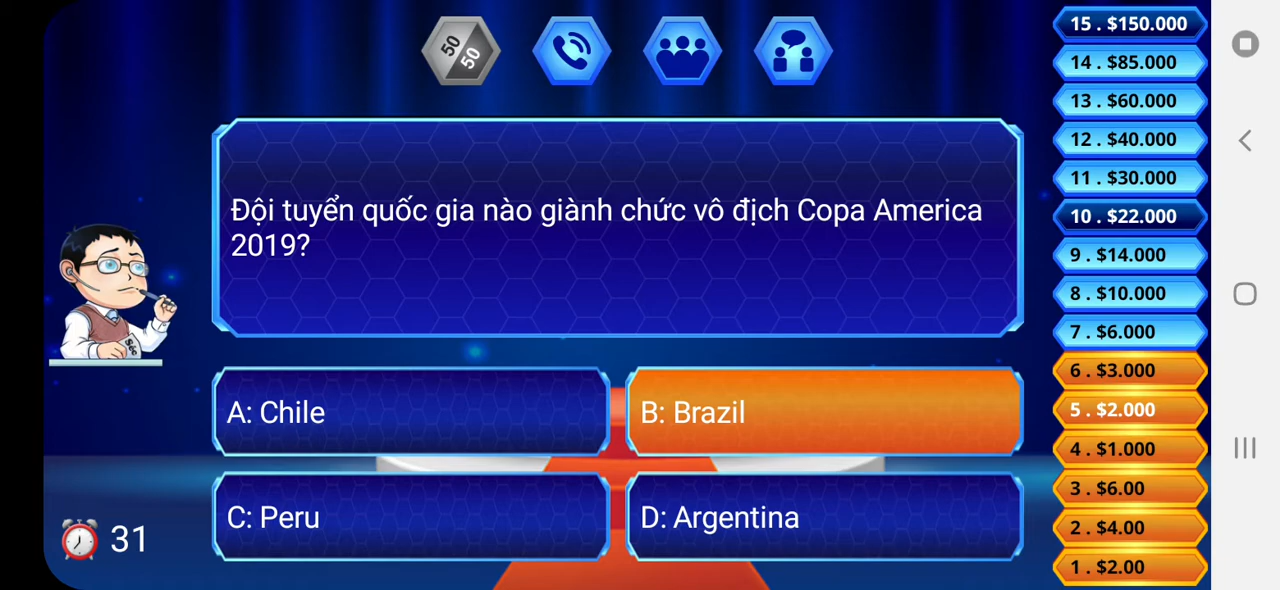 50
50
Đội tuyển quốc gia nào giành chức vô địch Copa America
2019?
A: Chile
B: Brazil
C: Peru
D: Argentina
31
15 . $150.000
14 . $85.000
13 . $60.000
12 . $40.000
11 . $30.000
10 . $22.000
9 . $14.000
8 . $10.000
7 . $6.000
6 . $3.000
5 . $2.000
4 . $1.000
3 . $6.00
2 . $4.00
1 . $2.00